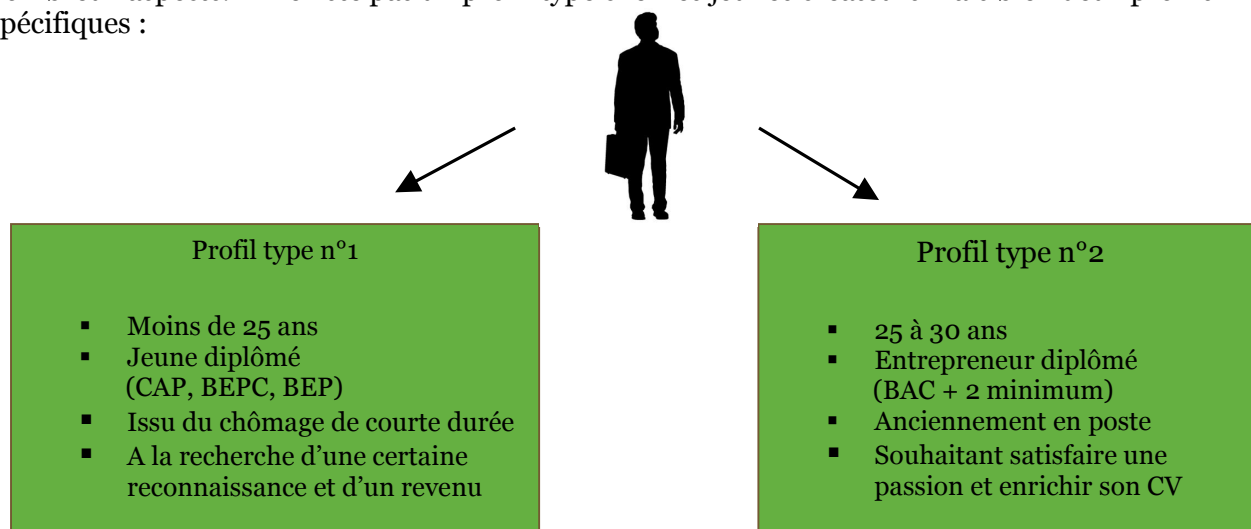 pécifiques :
Profil type n°1
▪ Moins de 25 ans
▪ Jeune diplômé
(CAP, BEPC, BEP)
▪ Issu du chômage de courte durée
▪ A la recherche d’une certaine
reconnaissance et d’un revenu
Profil type n°2
▪ 25 à 30 ans
▪ Entrepreneur diplômé
(BAC + 2 minimum)
▪ Anciennement en poste
▪ Souhaitant satisfaire une
passion et enrichir son CV